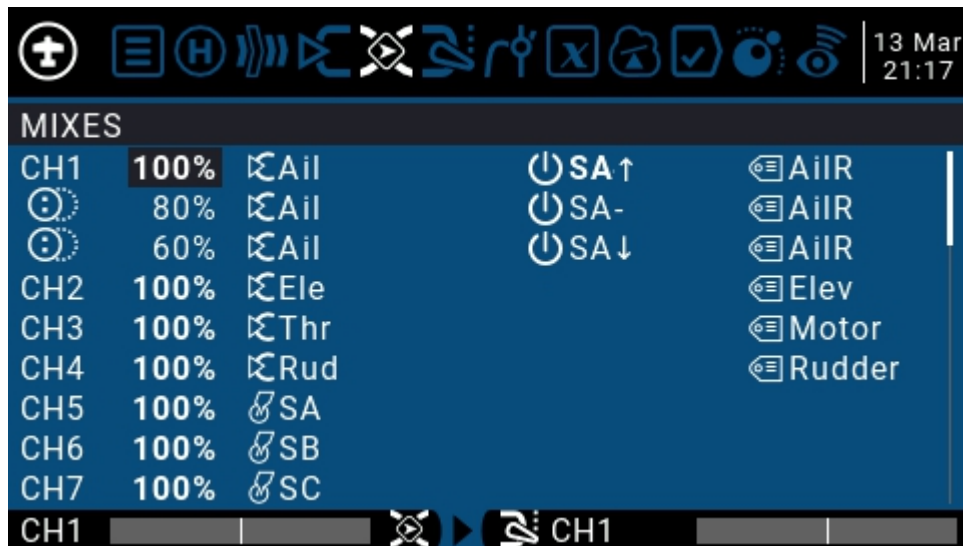 13 Mar
21:17
MIXES
CH1 100% Ail SA↑ AilR
80% Ail SA- AilR
60% Ail SA↓ AilR
CH2 100% Ele Elev
CH3 100% Thr Motor
CH4 100% Rud Rudder
CH5 100% SA
CH6 100% SB
CH7 100% SC
CH1 CH1